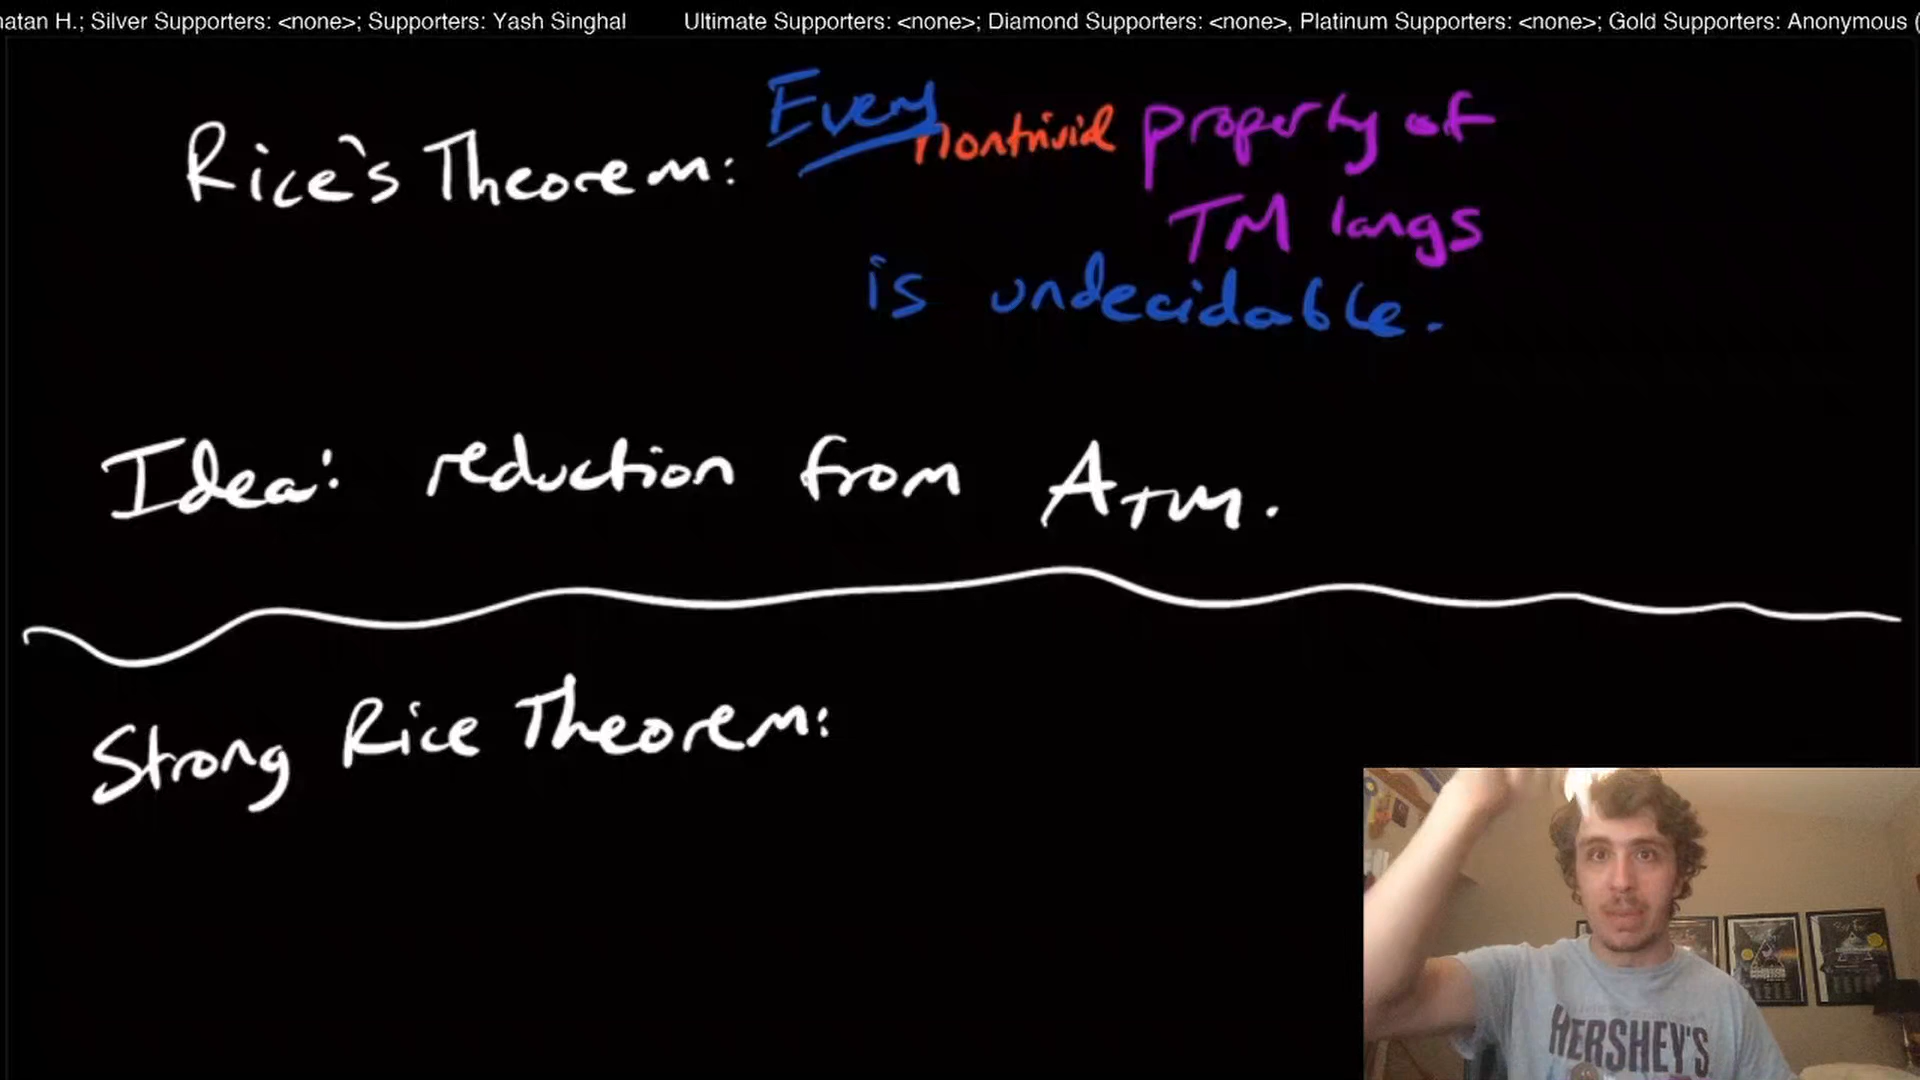 natan H.; Silver Supporters: <none>; Supporters: Yash Singhal Ultimate Supporters: <none>; Diamond Supporters: <none>, Platinum Supporters: <none>; Gold Supporters: Anonymous (
Rice's Theorem: Every nontrivial property of
TM langs
is undecidable.
Idea: reduction from ATM.
Strong Rice Theorem:
HERSHEY'S